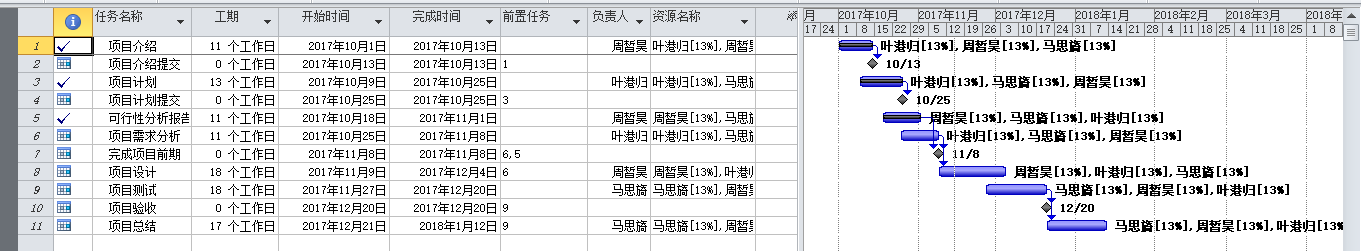 任务名称 工期 开始时间 完成时间 前置任务 负责人 资源名称 添 月 2017年10月 2017年11月 2017年12月 2018年1月 2018年2月 2018年3月 2018年
17 24 1 8 15 22 29 5 12 19 26 3 10 17 24 31 7 14 21 28 4 11 18 25 4 11 18 25 1 8 15
1 项目介绍 11 个工作日 2017年10月1日 2017年10月13日 周皙昊 叶港归[13%],周皙 叶港归[13%],周皙昊[13%],马思旖[13%]
2 项目介绍提交 0 个工作日 2017年10月13日 2017年10月13日 1 10/13
3 项目计划 13 个工作日 2017年10月9日 2017年10月25日 叶港归 叶港归[13%],马思旖 叶港归[13%],马思旖[13%],周皙昊[13%]
4 项目计划提交 0 个工作日 2017年10月25日 2017年10月25日 3 10/25
5 可行性分析报告 11 个工作日 2017年10月18日 2017年11月1日 周皙昊 周皙昊[13%],马思旖 周皙昊[13%],马思旖[13%],叶港归[13%]
6 项目需求分析 11 个工作日 2017年10月25日 2017年11月8日 叶港归 叶港归[13%],马思旖 叶港归[13%],马思旖[13%],周皙昊[13%]
7 完成项目前期 0 个工作日 2017年11月8日 2017年11月8日 6,5 11/8
8 项目设计 18 个工作日 2017年11月9日 2017年12月4日 6 周皙昊 周皙昊[13%],叶港 周皙昊[13%],叶港归[13%],马思旖[13%]
9 项目测试 18 个工作日 2017年11月27日 2017年12月20日 马思旖 马思旖[13%],周皙 马思旖[13%],周皙昊[13%],叶港归[13%]
10 项目验收 0 个工作日 2017年12月20日 2017年12月20日 9 12/20
11 项目总结 17 个工作日 2017年12月21日 2018年1月12日 9 马思旖 马思旖[13%],周皙 马思旖[13%],周皙昊[13%],叶港归[13%